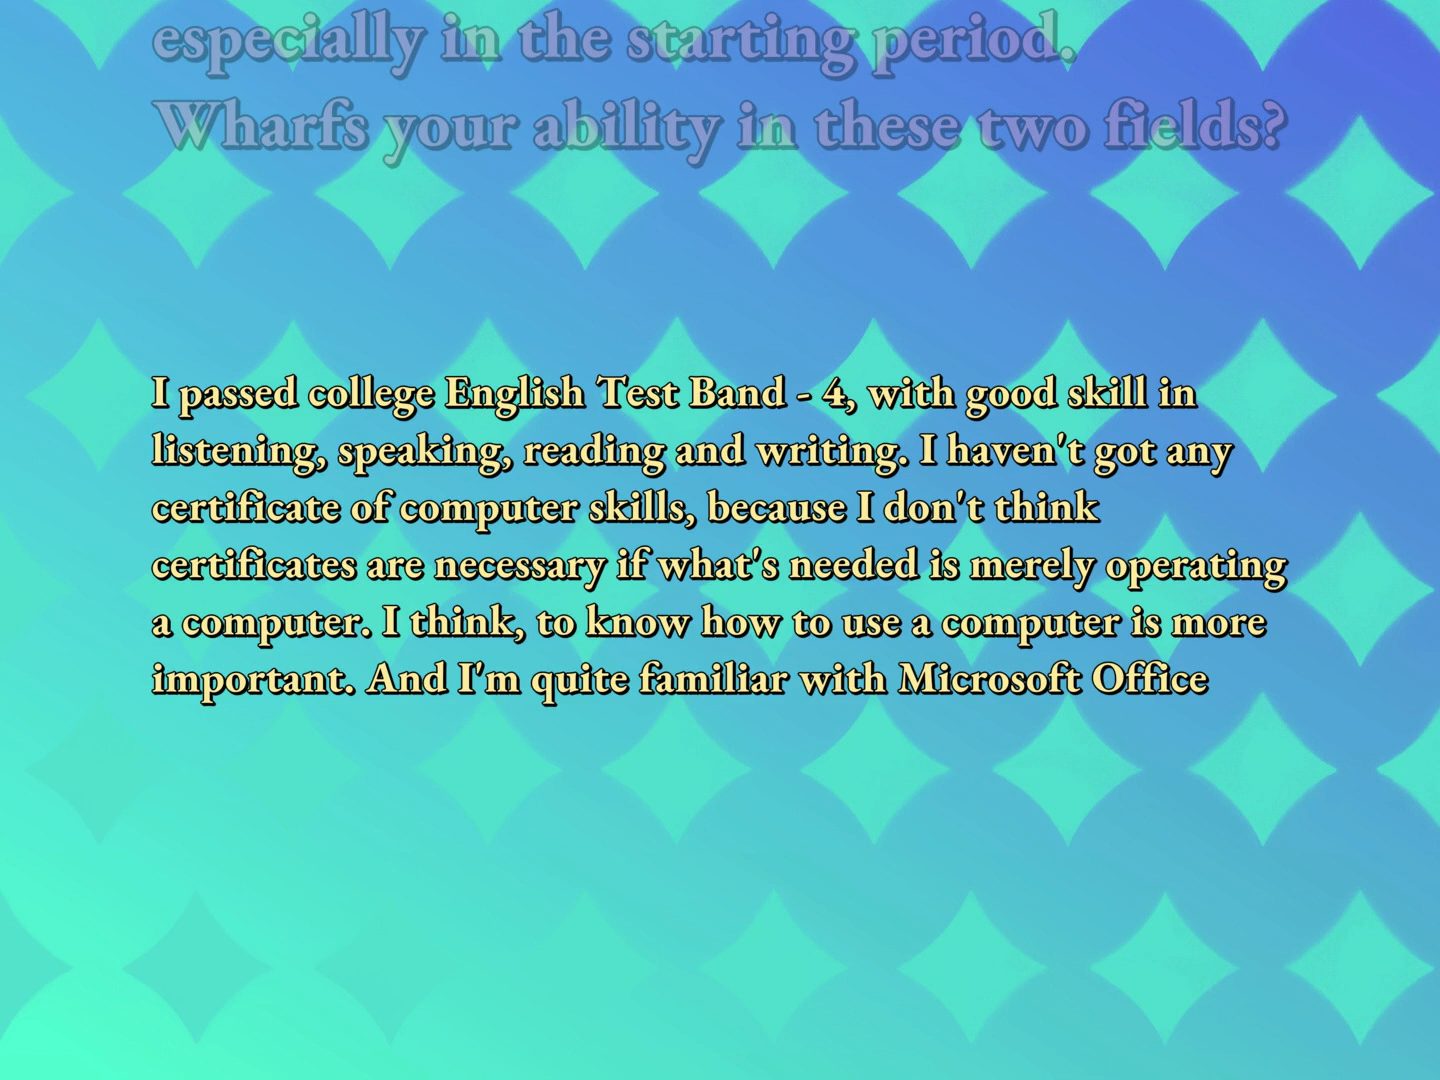 especially in the starting period.
Wharfs your ability in these two fields?
I passed college English Test Band - 4, with good skill in
listening, speaking, reading and writing. I haven't got any
certificate of computer skills, because I don't think
certificates are necessary if what's needed is merely operating
a computer. I think, to know how to use a computer is more
important. And I'm quite familiar with Microsoft Office